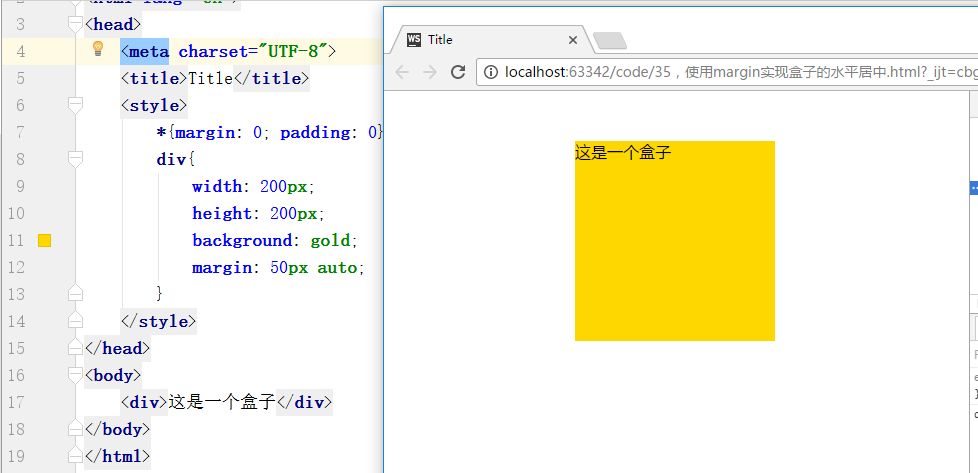 3 <head>
4 <meta charset="UTF-8">
5 <title>Title</title>
6 <style>
7 *{margin: 0; padding: 0}
8 div{
9 width: 200px;
10 height: 200px;
11 background: gold;
12 margin: 50px auto;
13 }
14 </style>
15 </head>
16 <body>
17 <div>这是一个盒子</div>
18 </body>
19 </html>
WS Title
localhost:63342/code/35，使用margin实现盒子的水平居中.html?_ijt=cbg
这是一个盒子